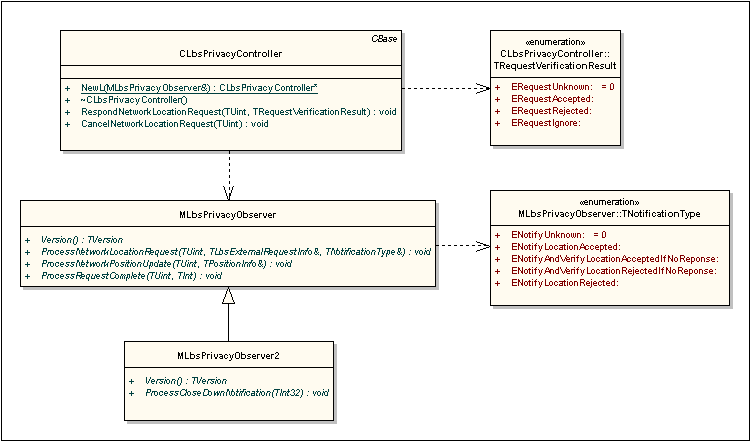 CBase
CLbsPrivacyController
+ NewL(MLbsPrivacyObserver&) : CLbsPrivacyController*
+ ~CLbsPrivacyController()
+ RespondNetworkLocationRequest(TUint, TRequestVerificationResult) : void
+ CancelNetworkLocationRequest(TUint) : void
«enumeration»
CLbsPrivacyController::
TRequestVerificationResult
+ ERequestUnknown: = 0
+ ERequestAccepted:
+ ERequestRejected:
+ ERequestIgnore:
MLbsPrivacyObserver
+ Version() : TVersion
+ ProcessNetworkLocationRequest(TUint, TLbsExternalRequestInfo&, TNotificationType&) : void
+ ProcessNetworkPositionUpdate(TUint, TPositionInfo&) : void
+ ProcessRequestComplete(TUint, TInt) : void
«enumeration»
MLbsPrivacyObserver::TNotificationType
+ ENotifyUnknown: = 0
+ ENotifyLocationAccepted:
+ ENotifyAndVerifyLocationAcceptedIfNoReponse:
+ ENotifyAndVerifyLocationRejectedIfNoReponse:
+ ENotifyLocationRejected:
MLbsPrivacyObserver2
+ Version() : TVersion
+ ProcessCloseDownNotification(TInt32) : void